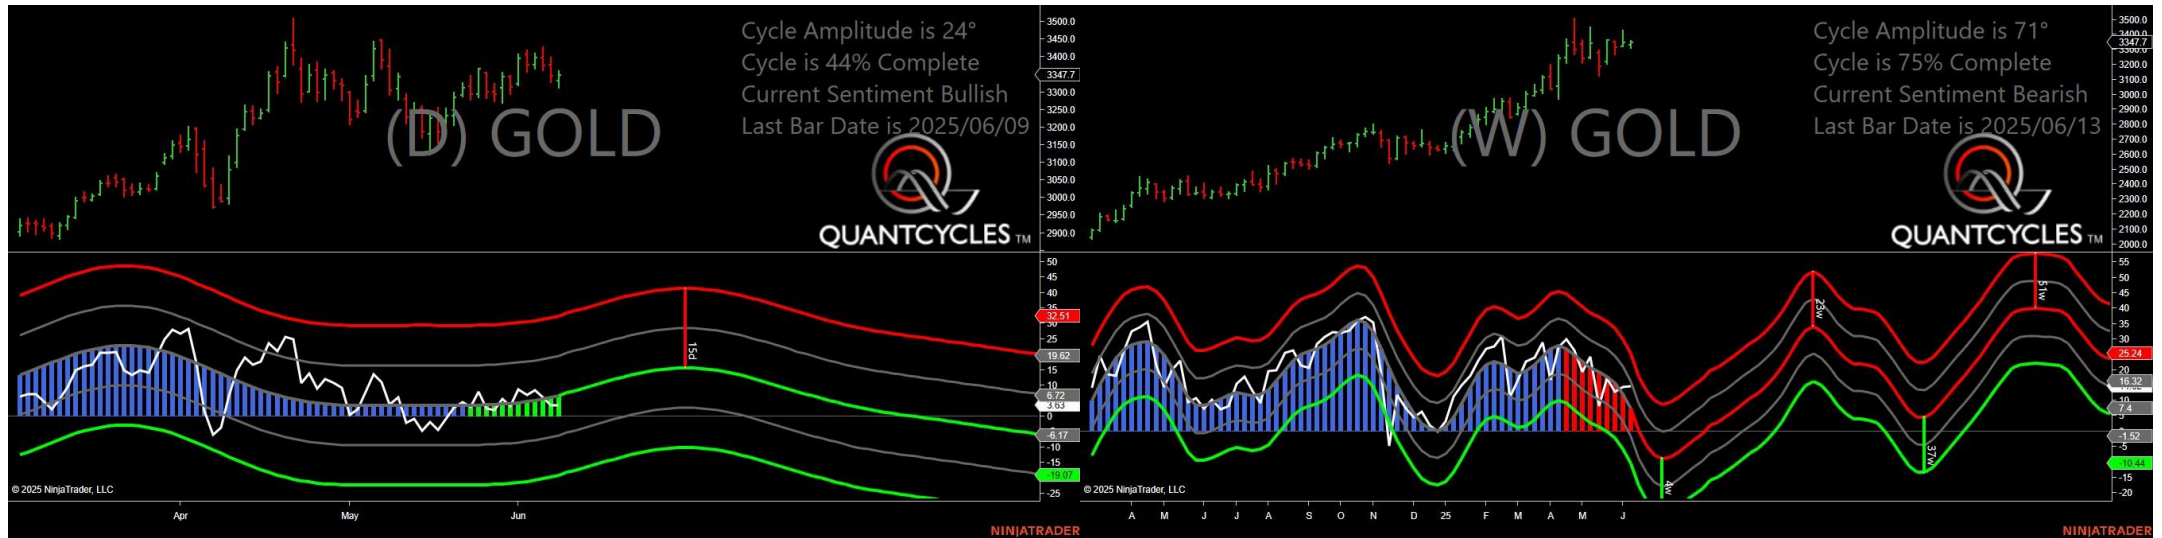 Cycle Amplitude is 24°
Cycle is 44% Complete
Current Sentiment Bullish
Last Bar Date is 2025/06/09
(D) GOLD
QUANTCYCLES TM
3500.0
3450.0
3400.0
3347.7
3300.0
3250.0
3200.0
3150.0
3100.0
3050.0
3000.0
2950.0
2900.0
50
45
40
35
32.51
30
25
19.62
15
10
6.72
3.63
0
-6.17
-10
-15
-19.07
-25
15d
© 2025 NinjaTrader, LLC
Apr
May
Jun
NINJATRADER
Cycle Amplitude is 71°
Cycle is 75% Complete
Current Sentiment Bearish
Last Bar Date is 2025/06/13
(W) GOLD
QUANTCYCLES TM
3500.0
3400.0
3347.7
3200.0
3100.0
3000.0
2900.0
2800.0
2700.0
2600.0
2500.0
2400.0
2300.0
2200.0
2100.0
2000.0
55
50
45
40
35
30
25.24
20
16.32
10
7.4
-1.52
-5
-10.44
-15
-20
4w
23w
37w
51w
© 2025 NinjaTrader, LLC
A M J J A S O N D 25 F M A M J
NINJATRADER